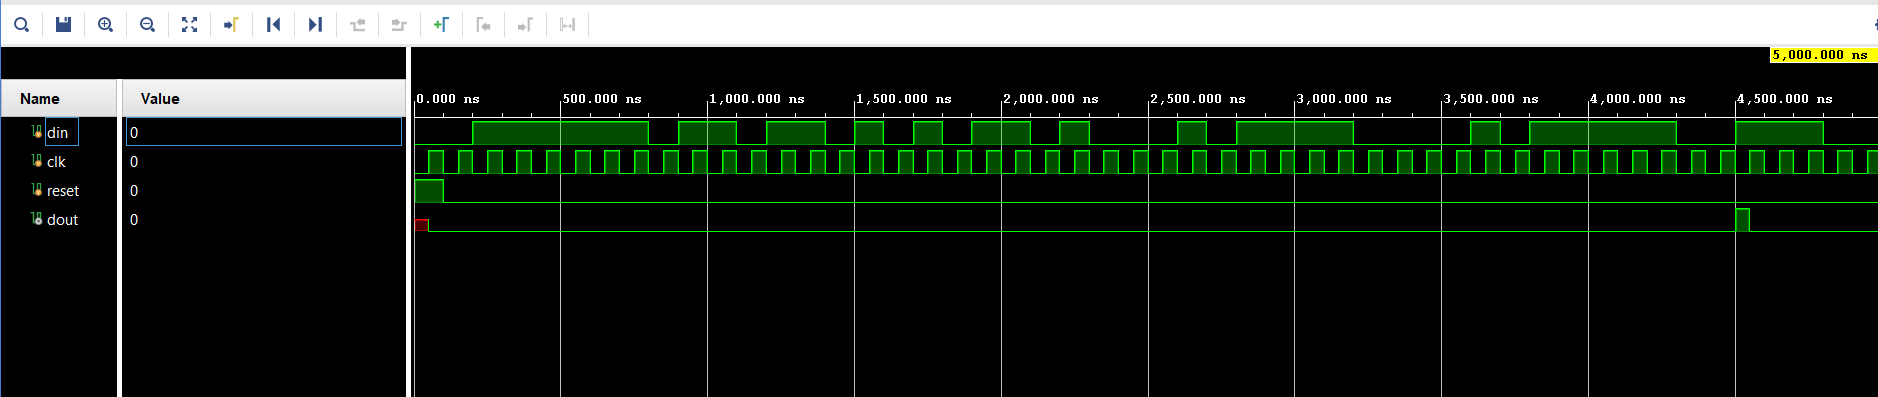 5,000.000 ns
Name Value
0.000 ns 500.000 ns 1,000.000 ns 1,500.000 ns 2,000.000 ns 2,500.000 ns 3,000.000 ns 3,500.000 ns 4,000.000 ns 4,500.000 ns
din 0
clk 0
reset 0
dout 0